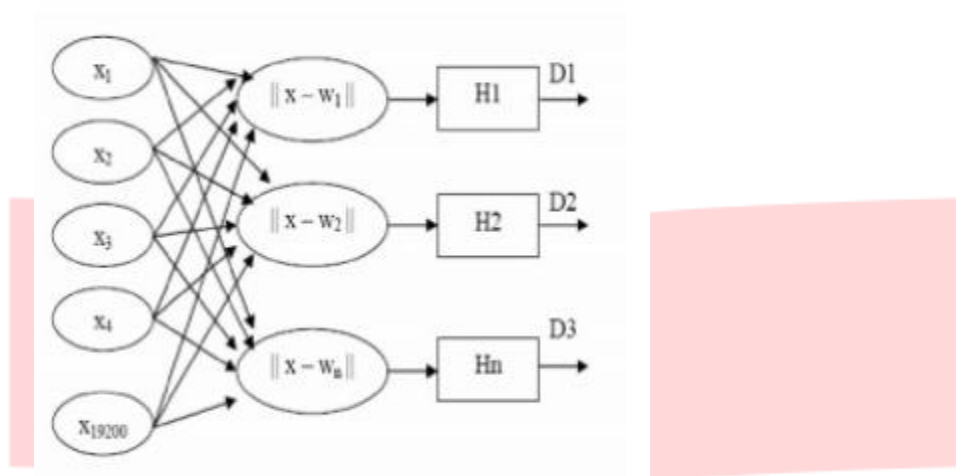 x₁
x₂
x₃
x₄
x₁₉₂₀₀
|| x – w₁ ||
|| x – w₂ ||
|| x – wₙ ||
H1
H2
Hn
D1
D2
D3